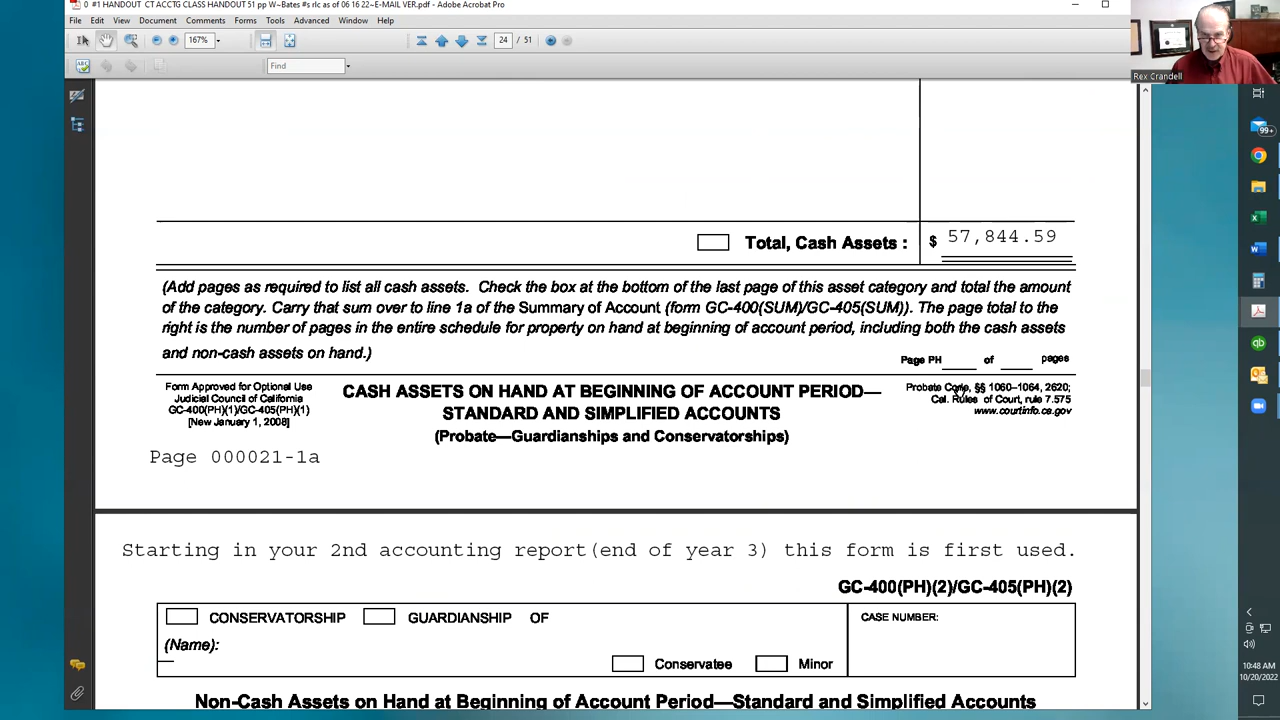 0 #1 HANDOUT CT ACCTG CLASS HANDOUT 51 pp W~Bates #s rlc as of 06 16 22~E-MAIL VER.pdf - Adobe Acrobat Pro
File Edit View Document Comments Forms Tools Advanced Window Help
167% 24 / 51
Find
Rex Crandell
Total, Cash Assets : $ 57,844.59
(Add pages as required to list all cash assets. Check the box at the bottom of the last page of this asset category and total the amount
of the category. Carry that sum over to line 1a of the Summary of Account (form GC-400(SUM)/GC-405(SUM)). The page total to the
right is the number of pages in the entire schedule for property on hand at beginning of account period, including both the cash assets
and non-cash assets on hand.)
Page PH of pages
Form Approved for Optional Use
Judicial Council of California
GC-400(PH)(1)/GC-405(PH)(1)
[New January 1, 2008]
CASH ASSETS ON HAND AT BEGINNING OF ACCOUNT PERIOD—
STANDARD AND SIMPLIFIED ACCOUNTS
(Probate—Guardianships and Conservatorships)
Probate Code, §§ 1060–1064, 2620;
Cal. Rules of Court, rule 7.575
www.courtinfo.ca.gov
Page 000021-1a
Starting in your 2nd accounting report(end of year 3) this form is first used.
GC-400(PH)(2)/GC-405(PH)(2)
CONSERVATORSHIP GUARDIANSHIP OF
(Name):
Conservatee Minor
CASE NUMBER:
Non-Cash Assets on Hand at Beginning of Account Period—Standard and Simplified Accounts
99+
10:48 AM
10/20/2022